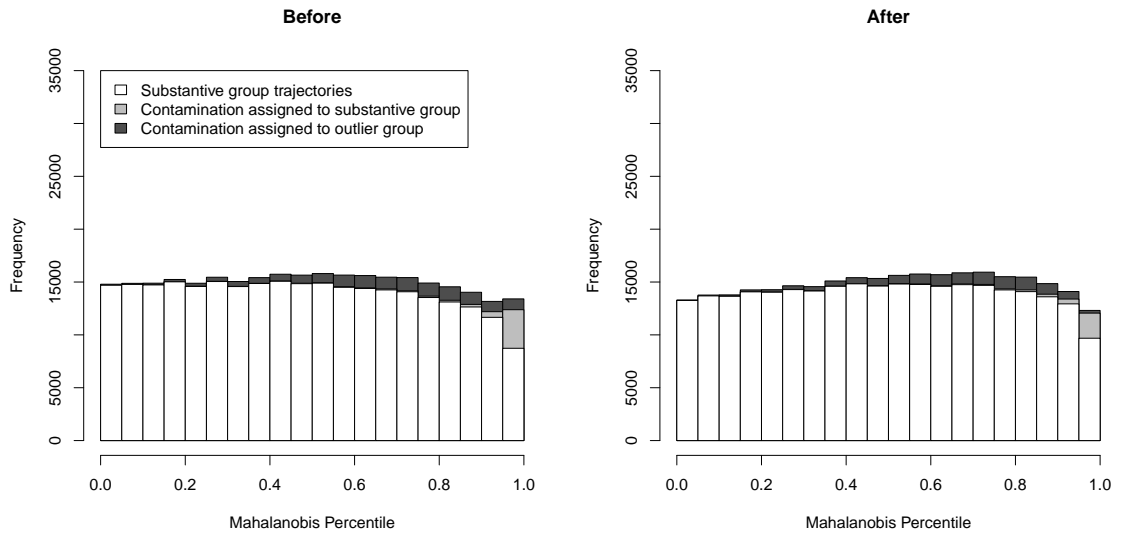 Before
35000
25000
15000
5000
0
Frequency
Substantive group trajectories
Contamination assigned to substantive group
Contamination assigned to outlier group
0.0 0.2 0.4 0.6 0.8 1.0
Mahalanobis Percentile
After
35000
25000
15000
5000
0
Frequency
0.0 0.2 0.4 0.6 0.8 1.0
Mahalanobis Percentile